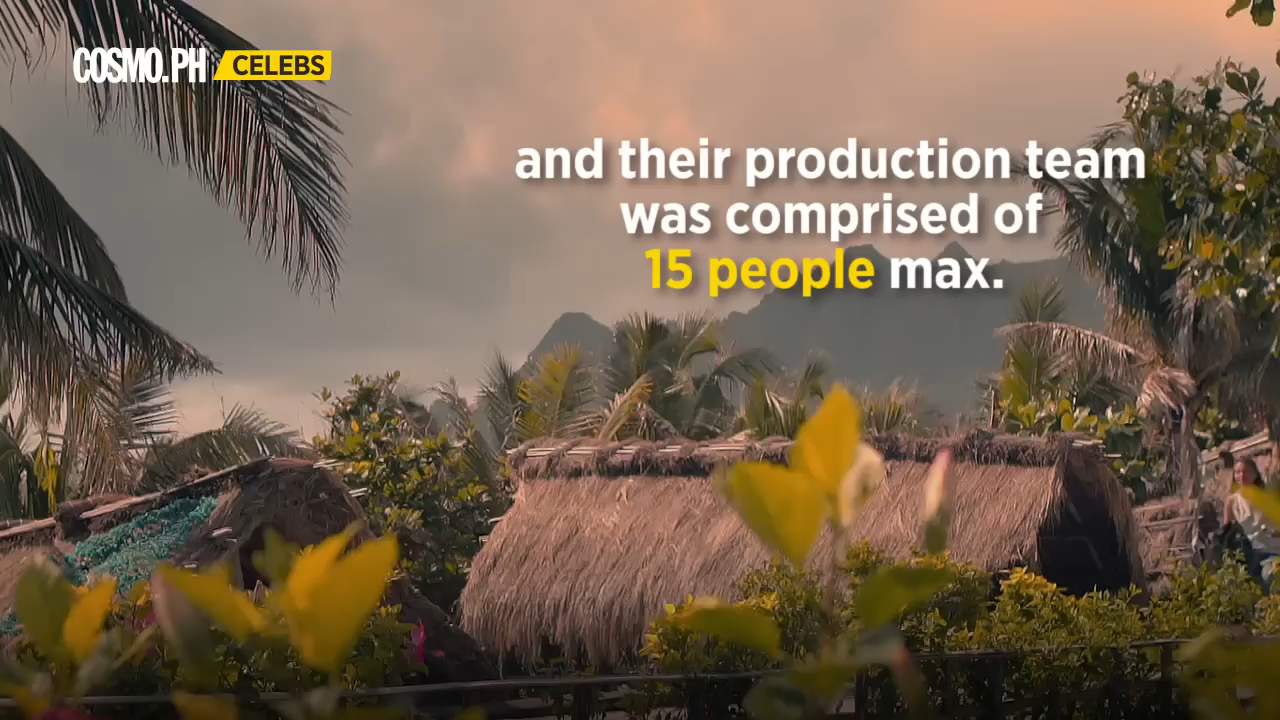 COSMO.PH CELEBS
and their production team
was comprised of
15 people max.